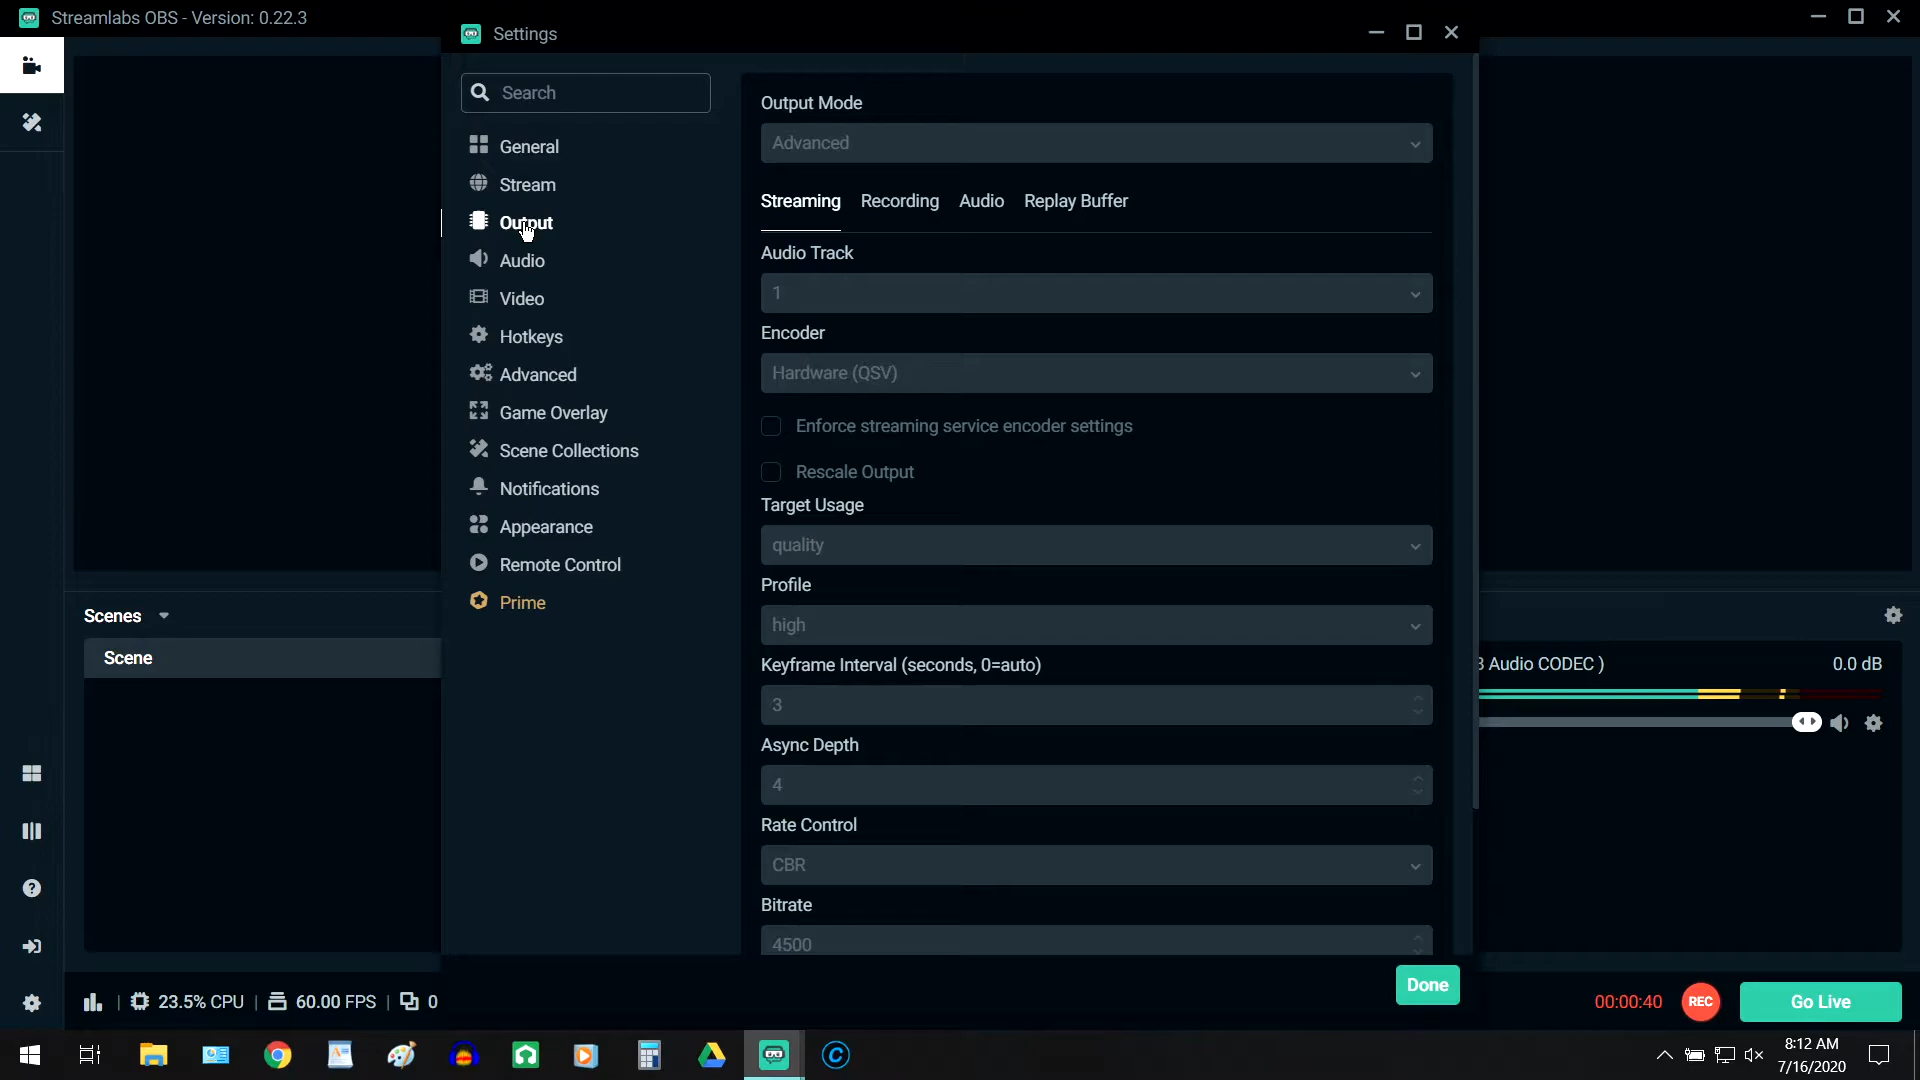 Streamlabs OBS - Version: 0.22.3
Settings
Search
General
Stream
Output
Audio
Video
Hotkeys
Advanced
Game Overlay
Scene Collections
Notifications
Appearance
Remote Control
Prime
Output Mode
Advanced
Streaming Recording Audio Replay Buffer
Audio Track
1
Encoder
Hardware (QSV)
Enforce streaming service encoder settings
Rescale Output
Target Usage
quality
Profile
high
Keyframe Interval (seconds, 0=auto)
3
Async Depth
4
Rate Control
CBR
Bitrate
4500
Done
Scenes
Scene
Audio CODEC ) 0.0 dB
23.5% CPU 60.00 FPS 0
00:00:40 REC Go Live
8:12 AM
7/16/2020